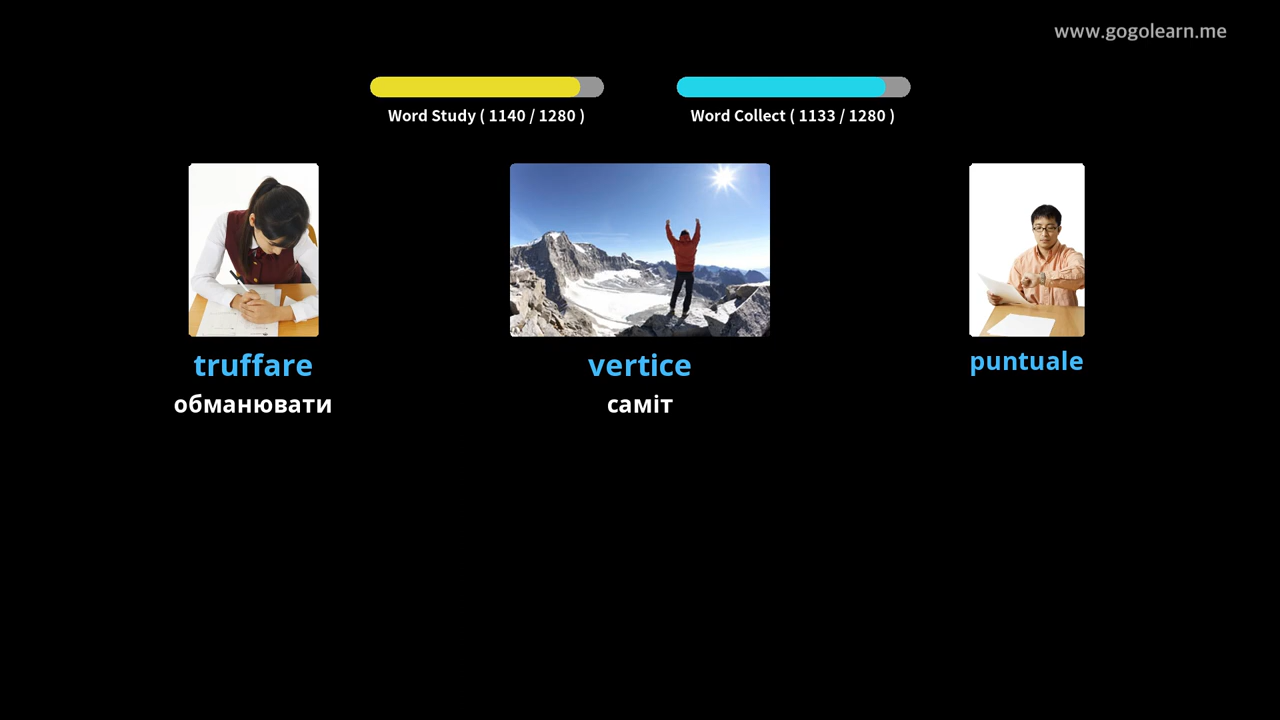 www.gogolearn.me
Word Study ( 1140 / 1280 )
Word Collect ( 1133 / 1280 )
truffare
обманювати
vertice
саміт
puntuale